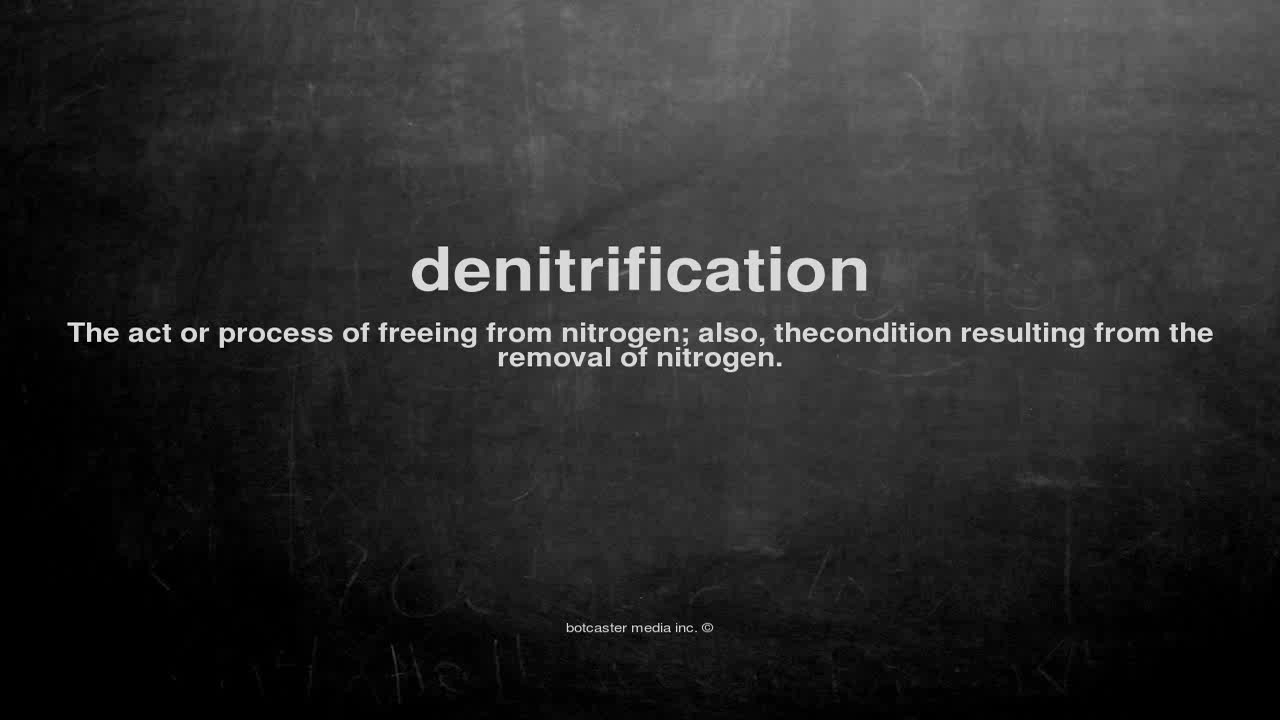 denitrification
The act or process of freeing from nitrogen; also, thecondition resulting from the
removal of nitrogen.
botcaster media inc. ©